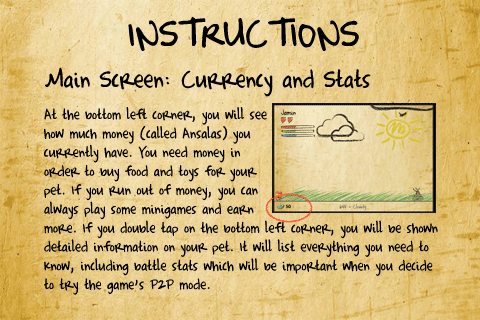 INSTRUCTIONS
Main Screen: Currency and Stats
At the bottom left corner, you will see
how much money (called Ansalas) you
currently have. You need money in
order to buy food and toys for your
pet. If you run out of money, you can
always play some minigames and earn
more. If you double tap on the bottom left corner, you will be shown
detailed information on your pet. It will list everything you need to
know, including battle stats which will be important when you decide
to try the game's P2P mode.
Jamun
50